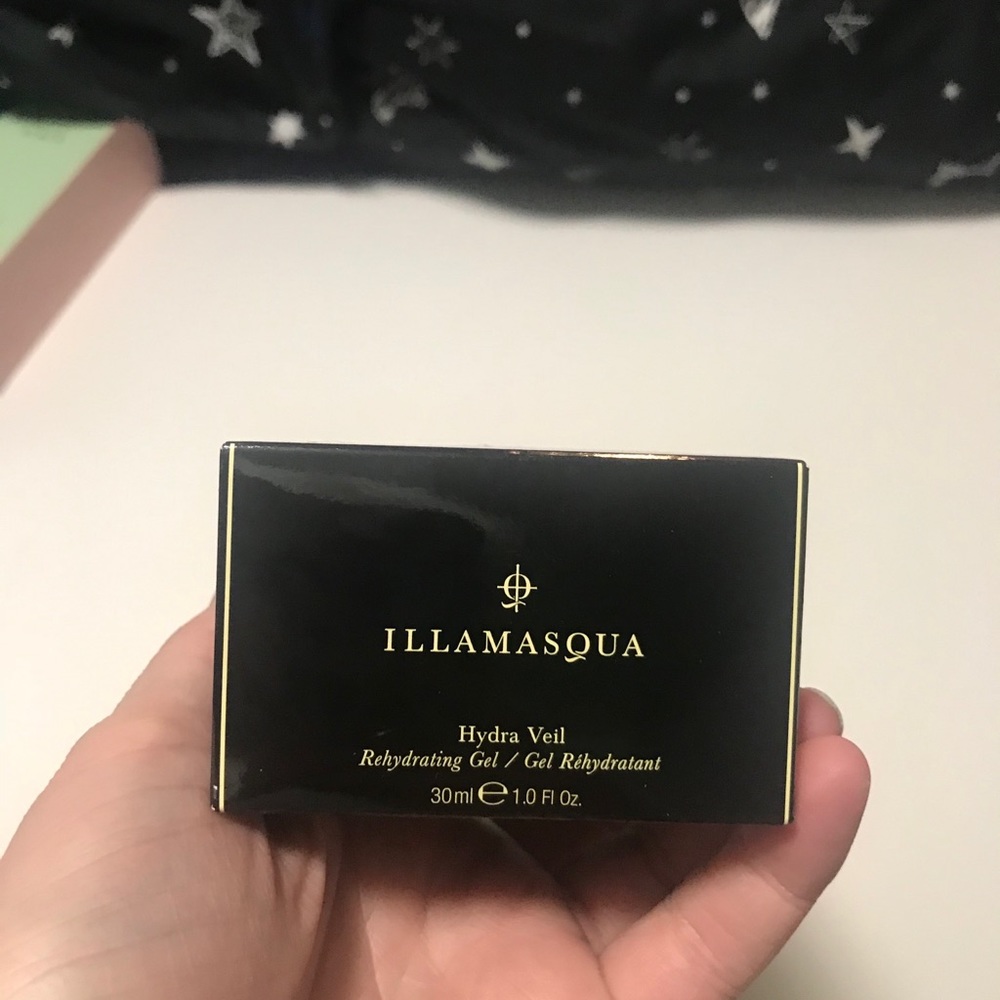 ILLAMASQUA
Hydra Veil
Rehydrating Gel / Gel Réhydratant
30ml e 1.0 Fl Oz.